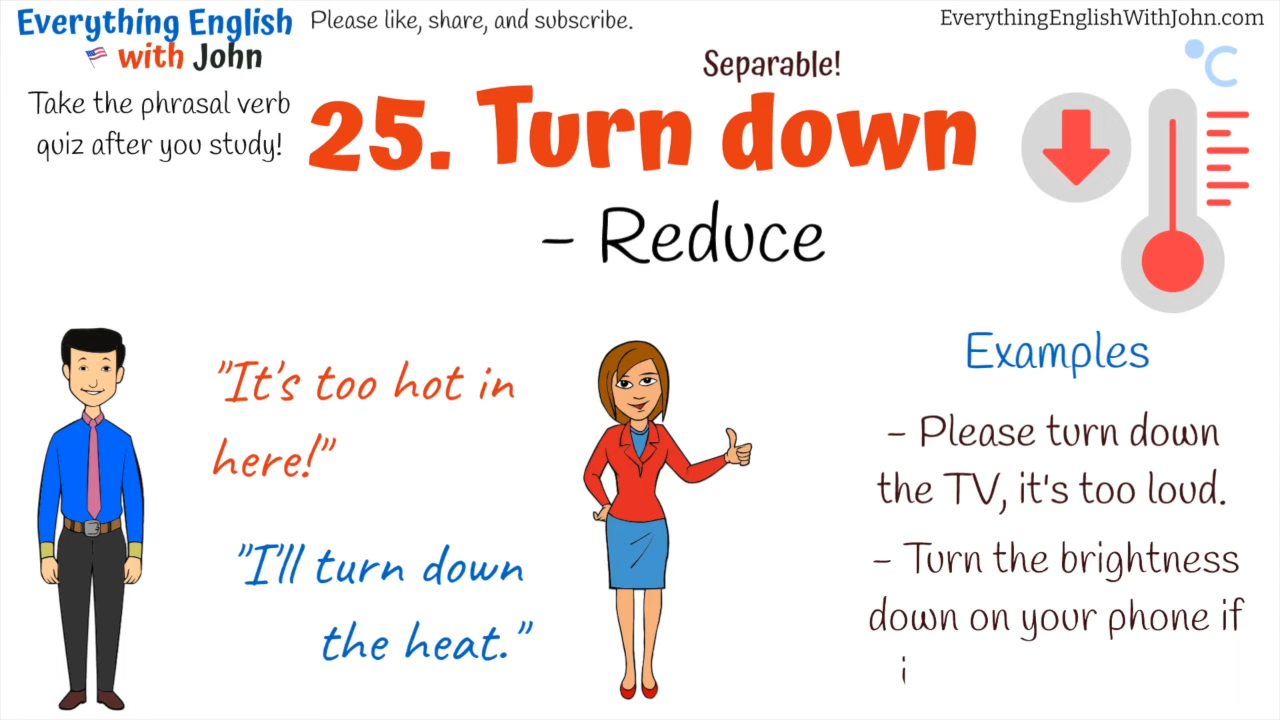 Everything English
with John
Please like, share, and subscribe.
EverythingEnglishWithJohn.com
Take the phrasal verb
quiz after you study!
Separable!
25. Turn down
- Reduce
°C
"It's too hot in
here!"
"I'll turn down
the heat."
Examples
- Please turn down
the TV, it's too loud.
- Turn the brightness
down on your phone if
i